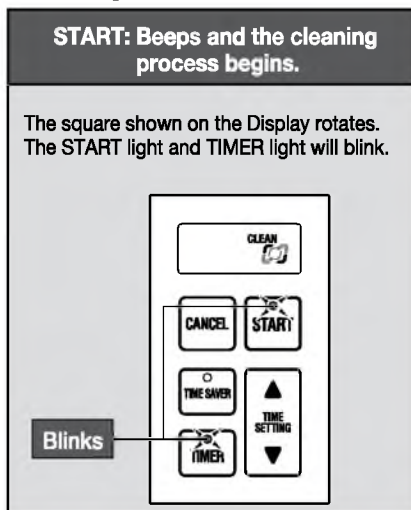 START: Beeps and the cleaning
process begins.
The square shown on the Display rotates.
The START light and TIMER light will blink.
CLEAN
CANCEL
START
TIME SAVER
TIME
SETTING
Blinks
TIMER